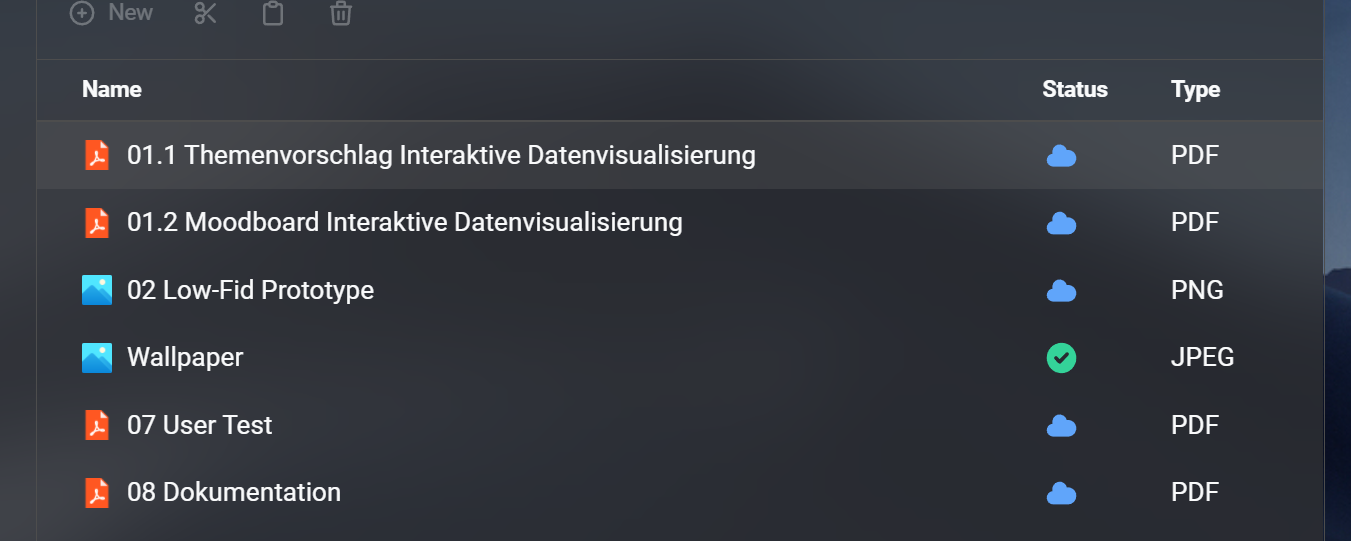 New
Name Status Type
01.1 Themenvorschlag Interaktive Datenvisualisierung PDF
01.2 Moodboard Interaktive Datenvisualisierung PDF
02 Low-Fid Prototype PNG
Wallpaper JPEG
07 User Test PDF
08 Dokumentation PDF